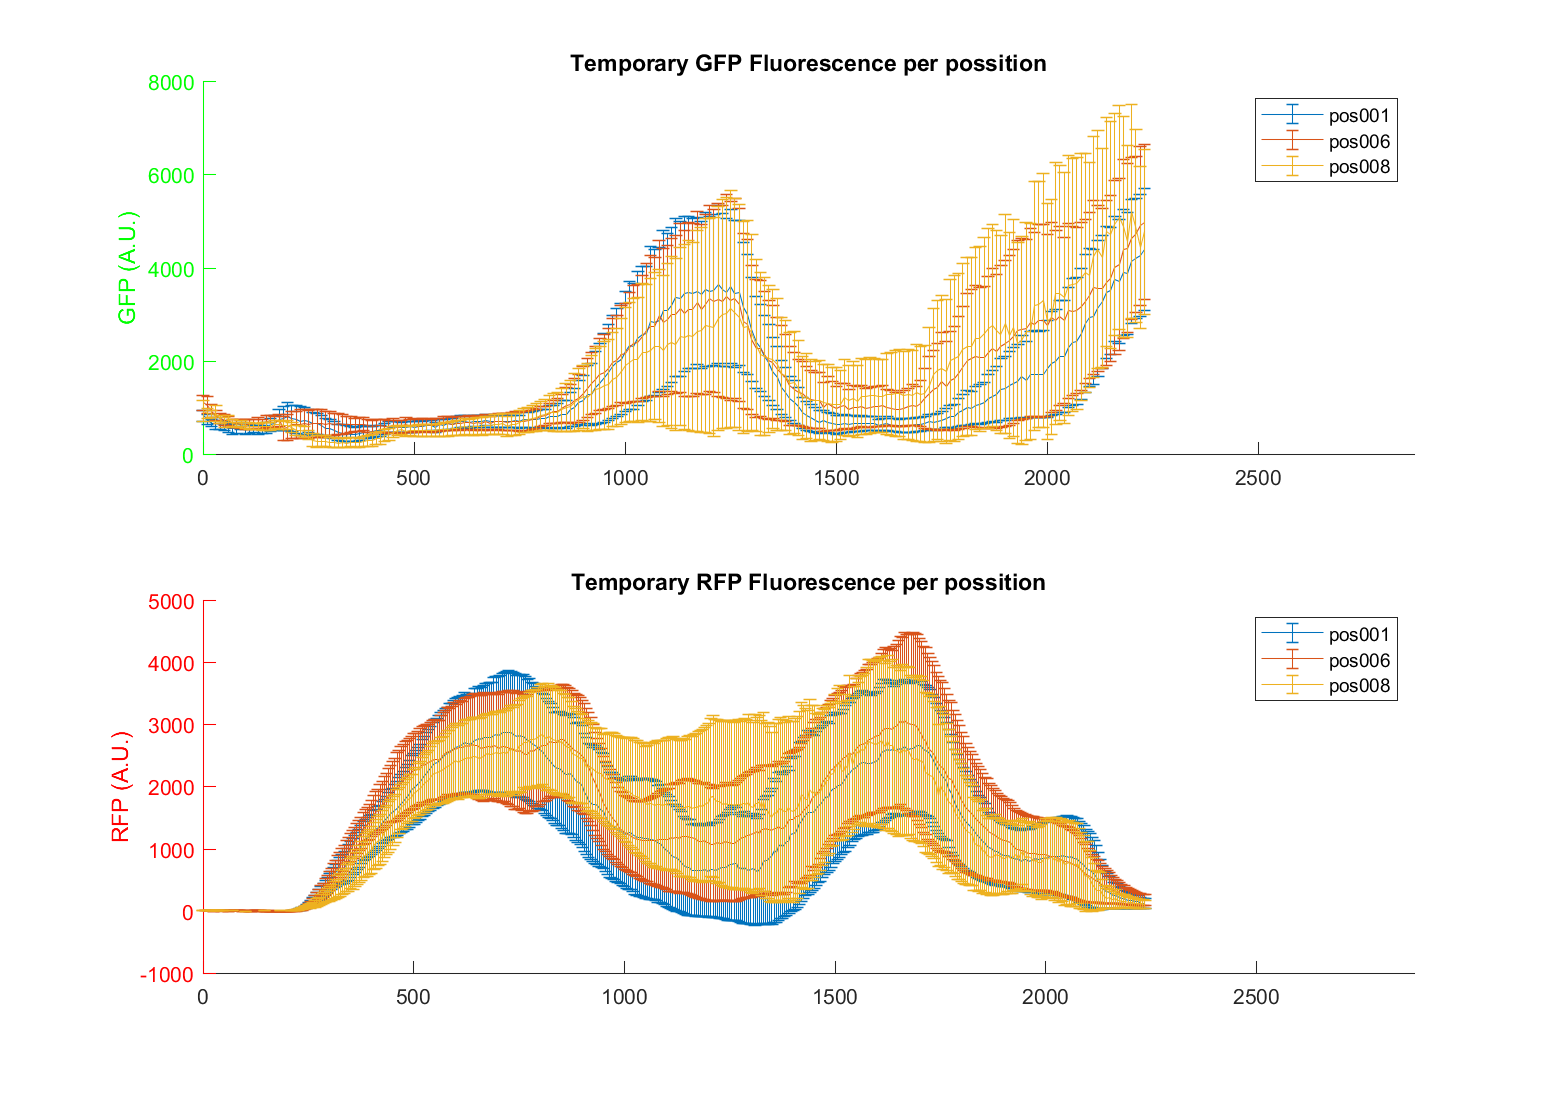 Temporary GFP Fluorescence per possition
8000
6000
4000
2000
0
GFP (A.U.)
0 500 1000 1500 2000 2500
pos001
pos006
pos008
Temporary RFP Fluorescence per possition
5000
4000
3000
2000
1000
0
-1000
RFP (A.U.)
0 500 1000 1500 2000 2500
pos001
pos006
pos008